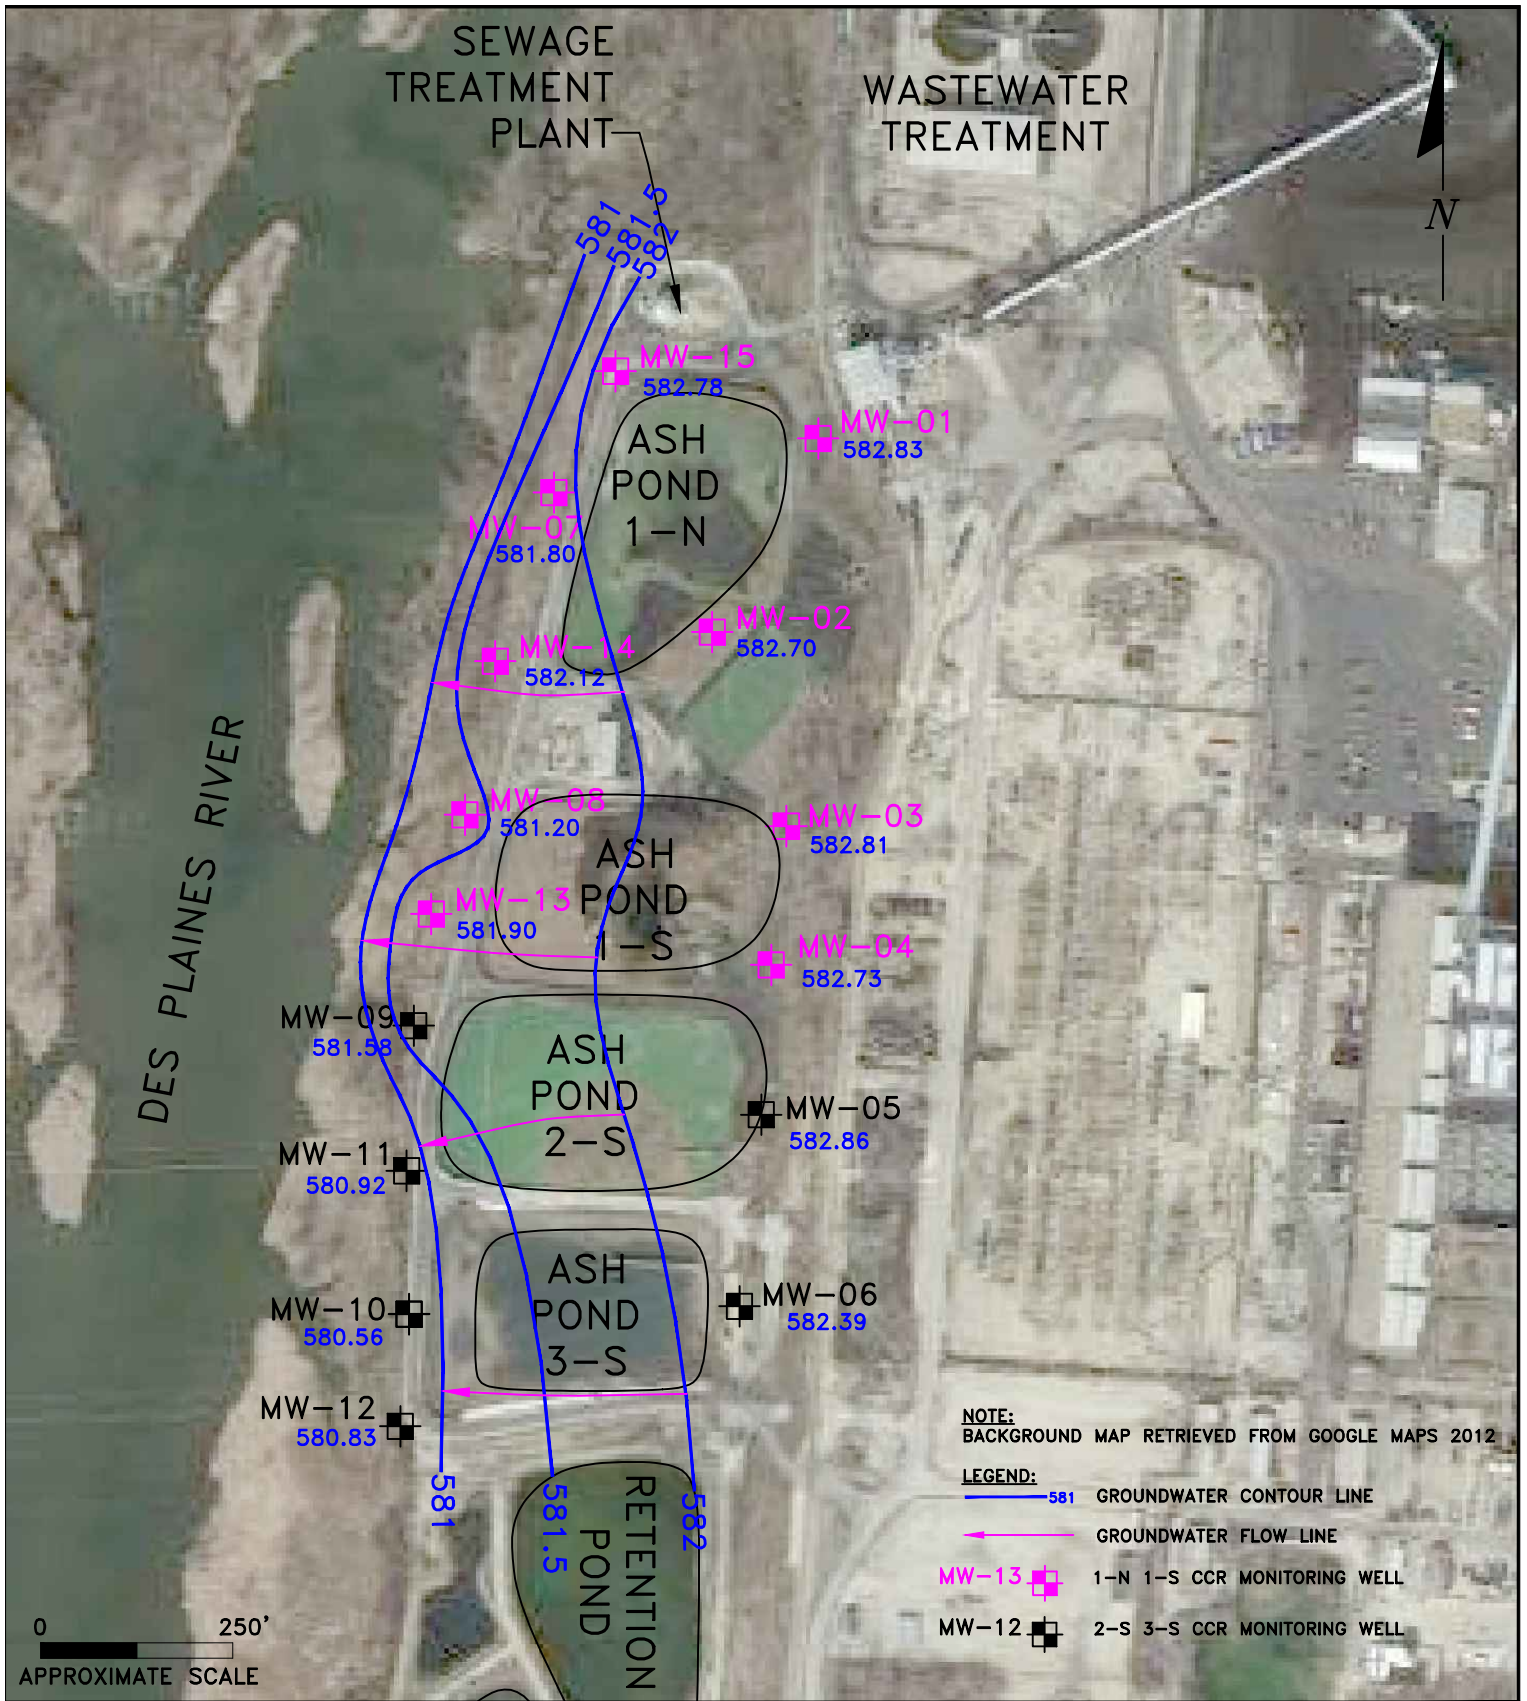 SEWAGE
TREATMENT
PLANT
WASTEWATER
TREATMENT
N
581
581.5
582
MW-15
582.78
MW-01
582.83
ASH
POND
1-N
MW-07
581.80
MW-02
582.70
MW-14
582.12
DES PLAINES RIVER
MW-08
581.20
MW-03
582.81
ASH
POND
1-S
MW-13
581.90
MW-04
582.73
MW-09
581.58
ASH
POND
2-S
MW-05
582.86
MW-11
580.92
ASH
POND
3-S
MW-06
582.39
MW-10
580.56
MW-12
580.83
581
581.5
582
RETENTION
POND
NOTE:
BACKGROUND MAP RETRIEVED FROM GOOGLE MAPS 2012
LEGEND:
581 GROUNDWATER CONTOUR LINE
GROUNDWATER FLOW LINE
MW-13 1-N 1-S CCR MONITORING WELL
MW-12 2-S 3-S CCR MONITORING WELL
0 250'
APPROXIMATE SCALE